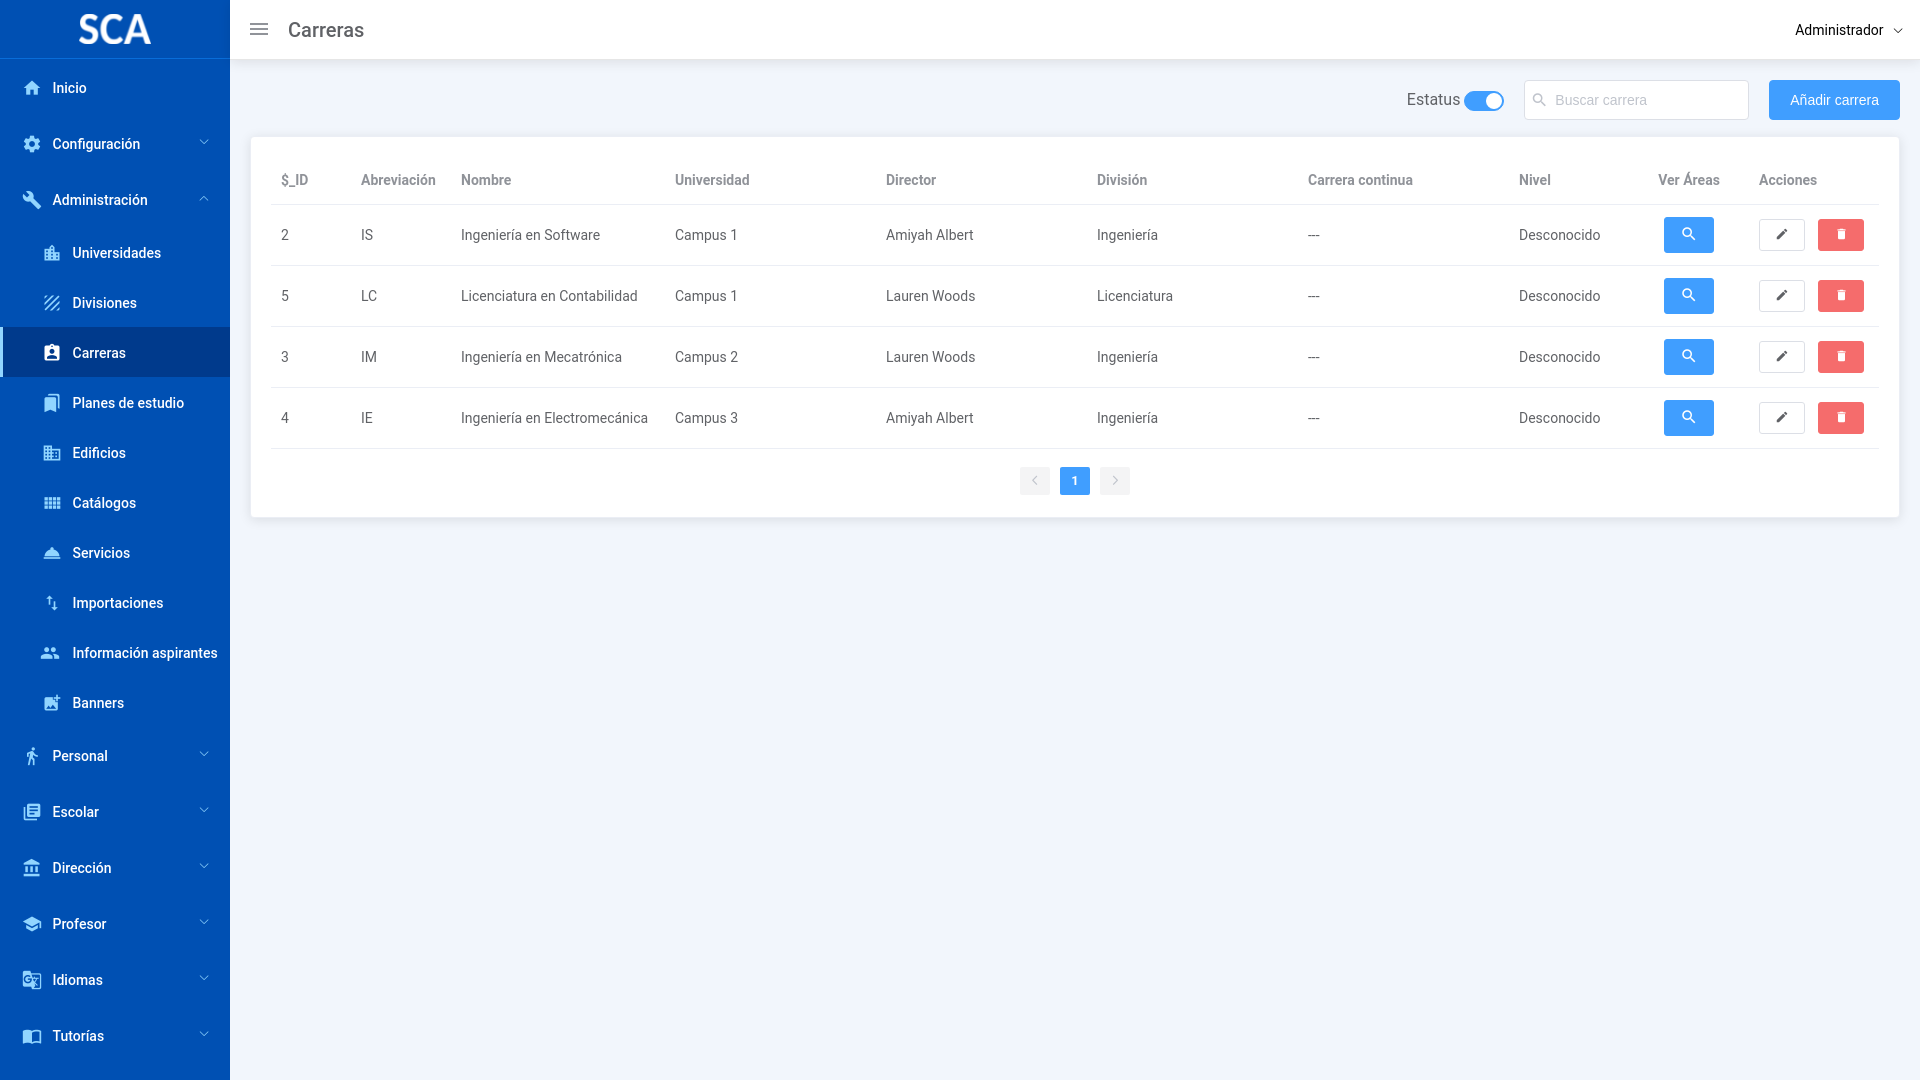 SCA
Carreras
Administrador
Inicio
Configuración
Administración
Universidades
Divisiones
Carreras
Planes de estudio
Edificios
Catálogos
Servicios
Importaciones
Información aspirantes
Banners
Personal
Escolar
Dirección
Profesor
Idiomas
Tutorías
Estatus
Buscar carrera
Añadir carrera
$_ID Abreviación Nombre Universidad Director División Carrera continua Nivel Ver Áreas Acciones
2 IS Ingeniería en Software Campus 1 Amiyah Albert Ingeniería --- Desconocido
5 LC Licenciatura en Contabilidad Campus 1 Lauren Woods Licenciatura --- Desconocido
3 IM Ingeniería en Mecatrónica Campus 2 Lauren Woods Ingeniería --- Desconocido
4 IE Ingeniería en Electromecánica Campus 3 Amiyah Albert Ingeniería --- Desconocido
1